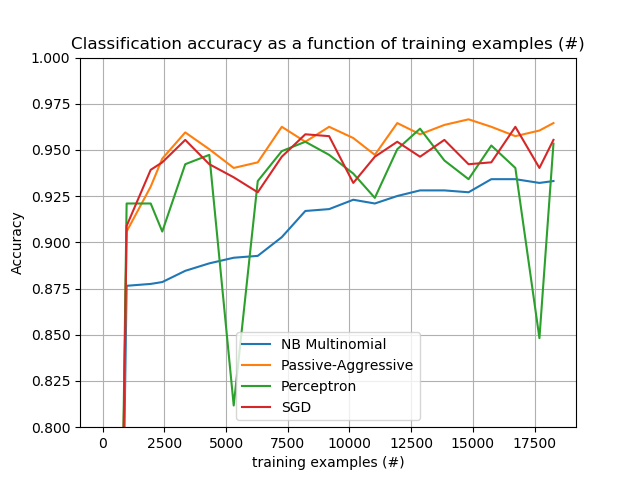 Classification accuracy as a function of training examples (#)
1.000
0.975
0.950
0.925
0.900
0.875
0.850
0.825
0.800
Accuracy
NB Multinomial
Passive-Aggressive
Perceptron
SGD
0 2500 5000 7500 10000 12500 15000 17500
training examples (#)